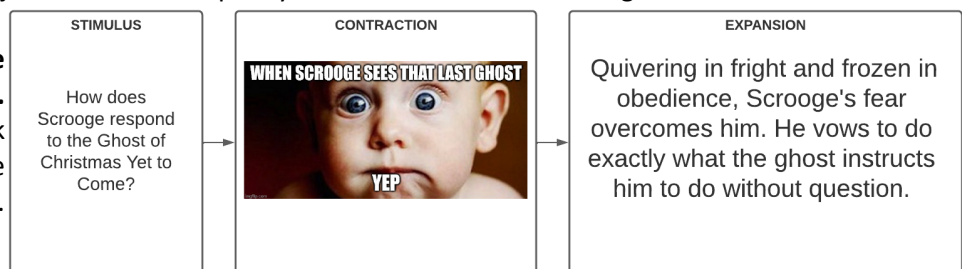 STIMULUS
How does
Scrooge respond
to the Ghost of
Christmas Yet to
Come?
CONTRACTION
WHEN SCROOGE SEES THAT LAST GHOST
YEP
imgflip.com
EXPANSION
Quivering in fright and frozen in
obedience, Scrooge's fear
overcomes him. He vows to do
exactly what the ghost instructs
him to do without question.